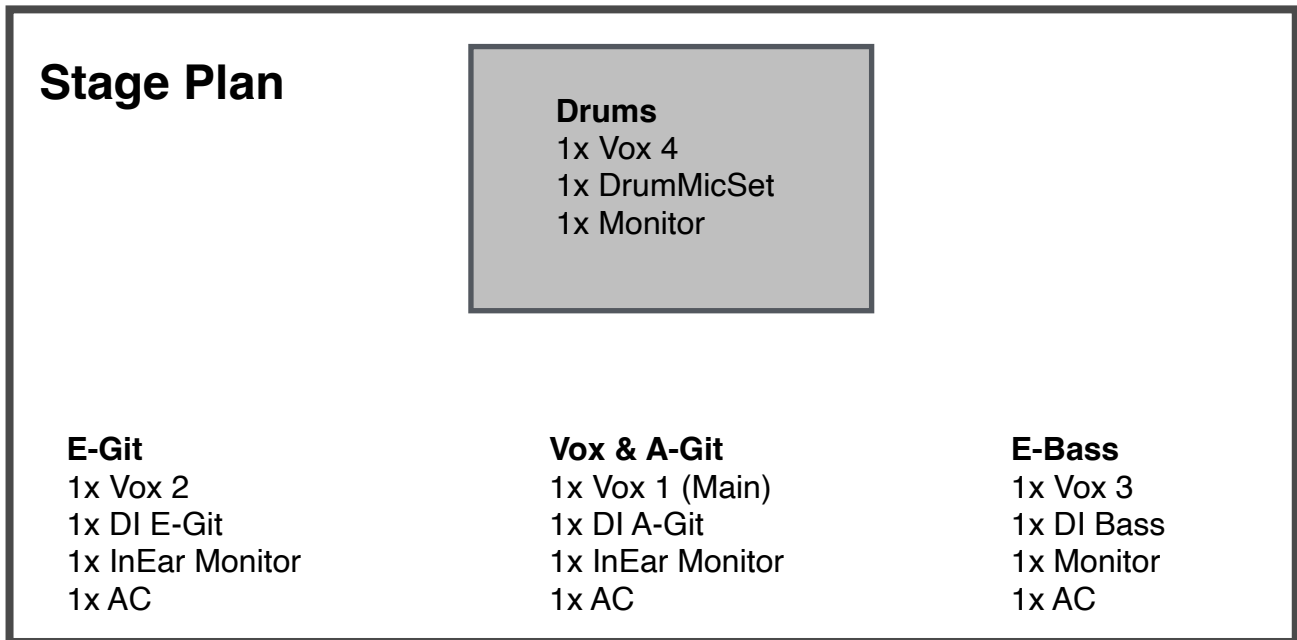 Stage Plan
Drums
1x Vox 4
1x DrumMicSet
1x Monitor
E-Git
1x Vox 2
1x DI E-Git
1x InEar Monitor
1x AC
Vox & A-Git
1x Vox 1 (Main)
1x DI A-Git
1x InEar Monitor
1x AC
E-Bass
1x Vox 3
1x DI Bass
1x Monitor
1x AC